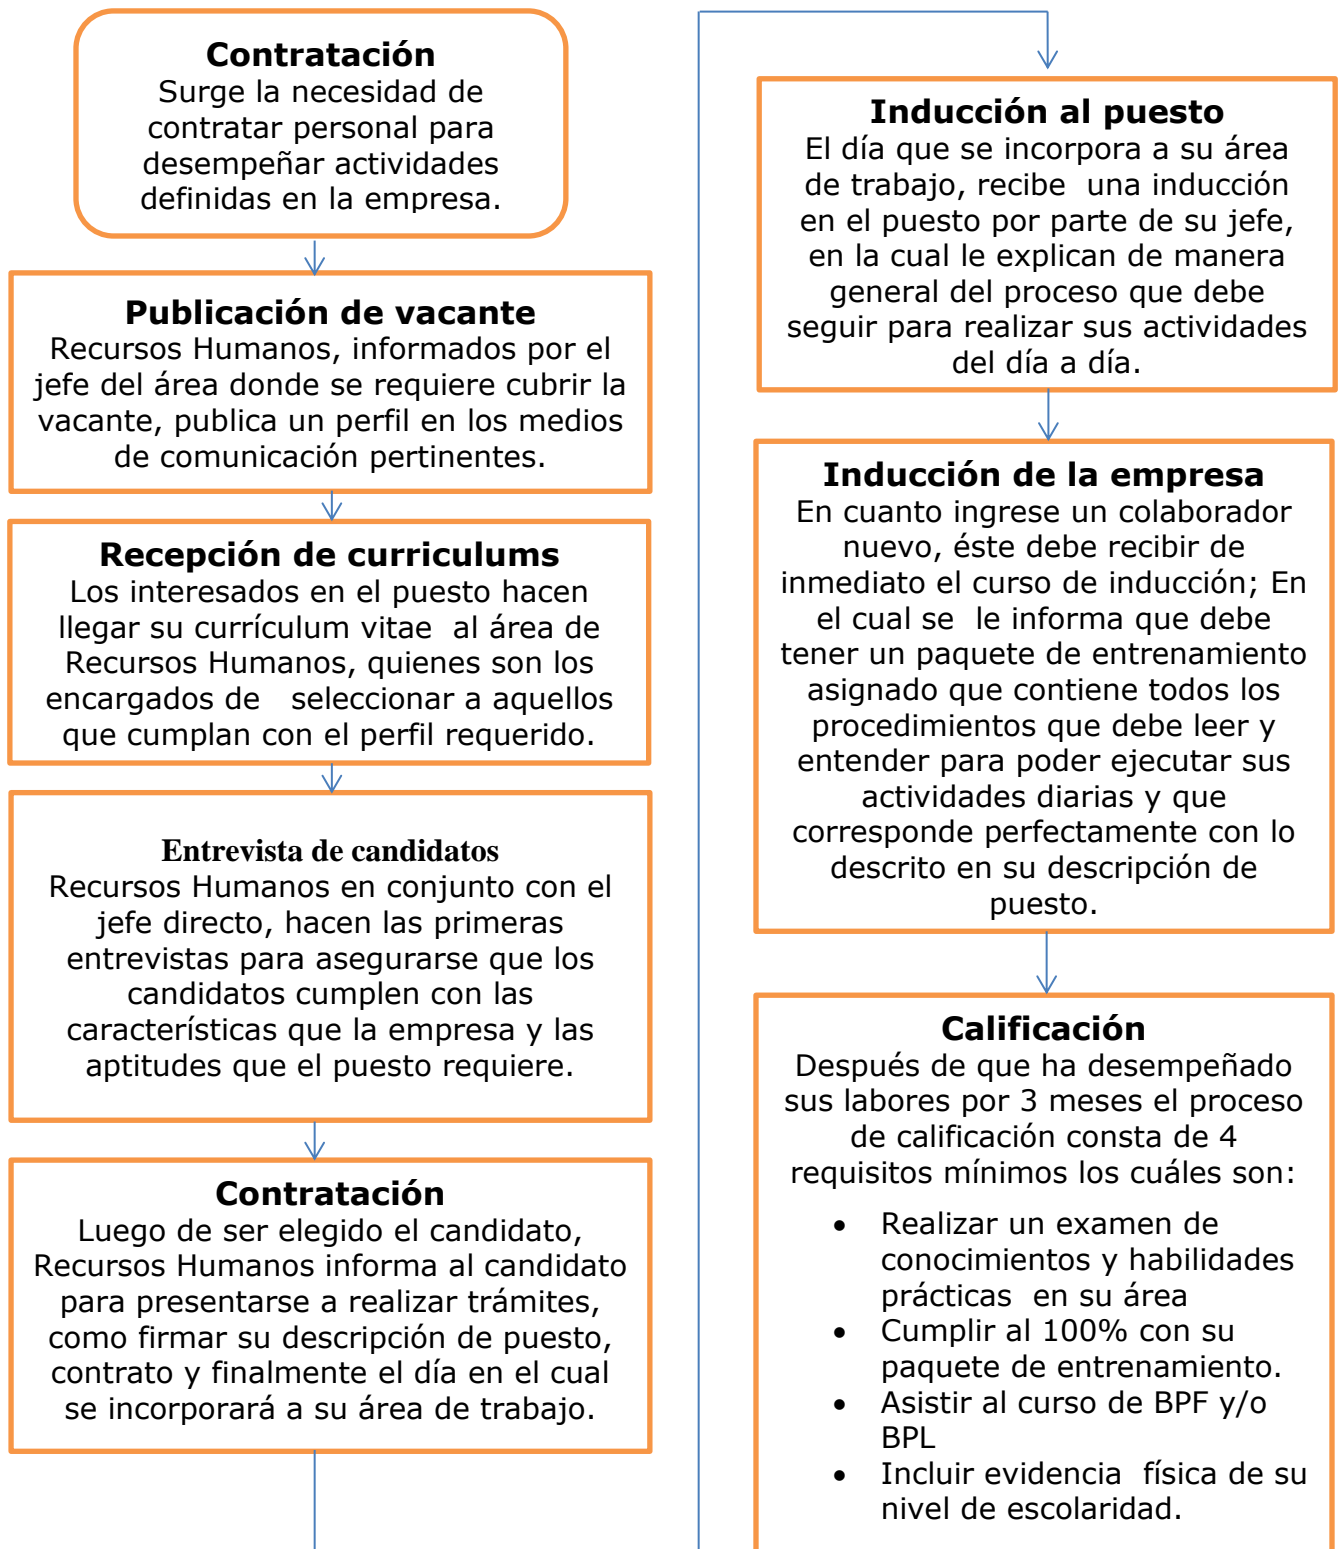 Contratación
Surge la necesidad de
contratar personal para
desempeñar actividades
definidas en la empresa.
Publicación de vacante
Recursos Humanos, informados por el
jefe del área donde se requiere cubrir la
vacante, publica un perfil en los medios
de comunicación pertinentes.
Recepción de curriculums
Los interesados en el puesto hacen
llegar su currículum vitae al área de
Recursos Humanos, quienes son los
encargados de seleccionar a aquellos
que cumplan con el perfil requerido.
Entrevista de candidatos
Recursos Humanos en conjunto con el
jefe directo, hacen las primeras
entrevistas para asegurarse que los
candidatos cumplen con las
características que la empresa y las
aptitudes que el puesto requiere.
Contratación
Luego de ser elegido el candidato,
Recursos Humanos informa al candidato
para presentarse a realizar trámites,
como firmar su descripción de puesto,
contrato y finalmente el día en el cual
se incorporará a su área de trabajo.
Inducción al puesto
El día que se incorpora a su área
de trabajo, recibe una inducción
en el puesto por parte de su jefe,
en la cual le explican de manera
general del proceso que debe
seguir para realizar sus actividades
del día a día.
Inducción de la empresa
En cuanto ingrese un colaborador
nuevo, éste debe recibir de
inmediato el curso de inducción; En
el cual se le informa que debe
tener un paquete de entrenamiento
asignado que contiene todos los
procedimientos que debe leer y
entender para poder ejecutar sus
actividades diarias y que
corresponde perfectamente con lo
descrito en su descripción de
puesto.
Calificación
Después de que ha desempeñado
sus labores por 3 meses el proceso
de calificación consta de 4
requisitos mínimos los cuáles son:
• Realizar un examen de
conocimientos y habilidades
prácticas en su área
• Cumplir al 100% con su
paquete de entrenamiento.
• Asistir al curso de BPF y/o
BPL
• Incluir evidencia física de su
nivel de escolaridad.